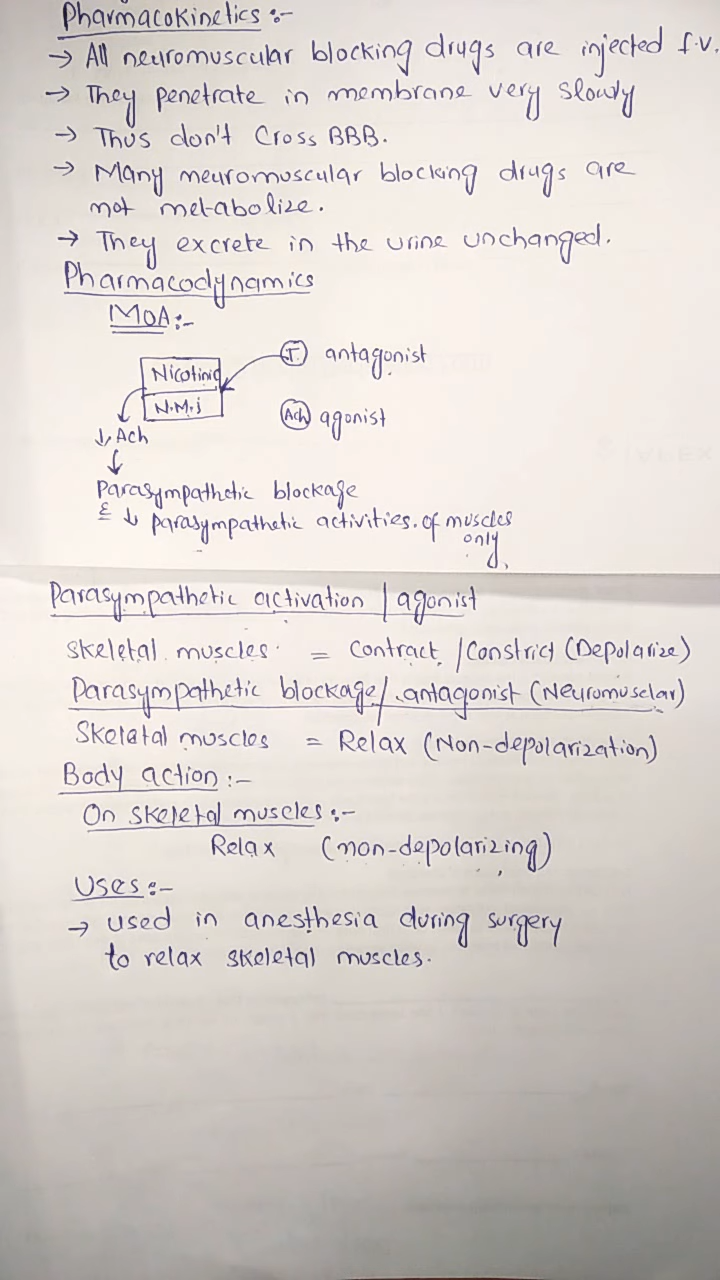 Pharmacokinetics :-
→ All neuromuscular blocking drugs are injected I.V.
→ They penetrate in membrane very slowly
→ Thus don't Cross BBB.
→ Many neuromuscular blocking drugs are
not metabolize.
→ They excrete in the urine unchanged.
Pharmacodynamics
MOA:-
T. antagonist
Nicotinic
N.M.j
Ach agonist
↓ Ach
↓
Parasympathetic blockage
& ↓ parasympathetic activities. of muscles
only.
Parasympathetic activation / agonist
Skeletal muscles = Contract /Constrict (Depolarize)
Parasympathetic blockage/ antagonist (Neuromusclar)
Skeletal muscles = Relax (Non-depolarization)
Body action :-
On skeletal muscles :-
Relax (non-depolarizing)
Uses :-
→ used in anesthesia during surgery
to relax skeletal muscles.